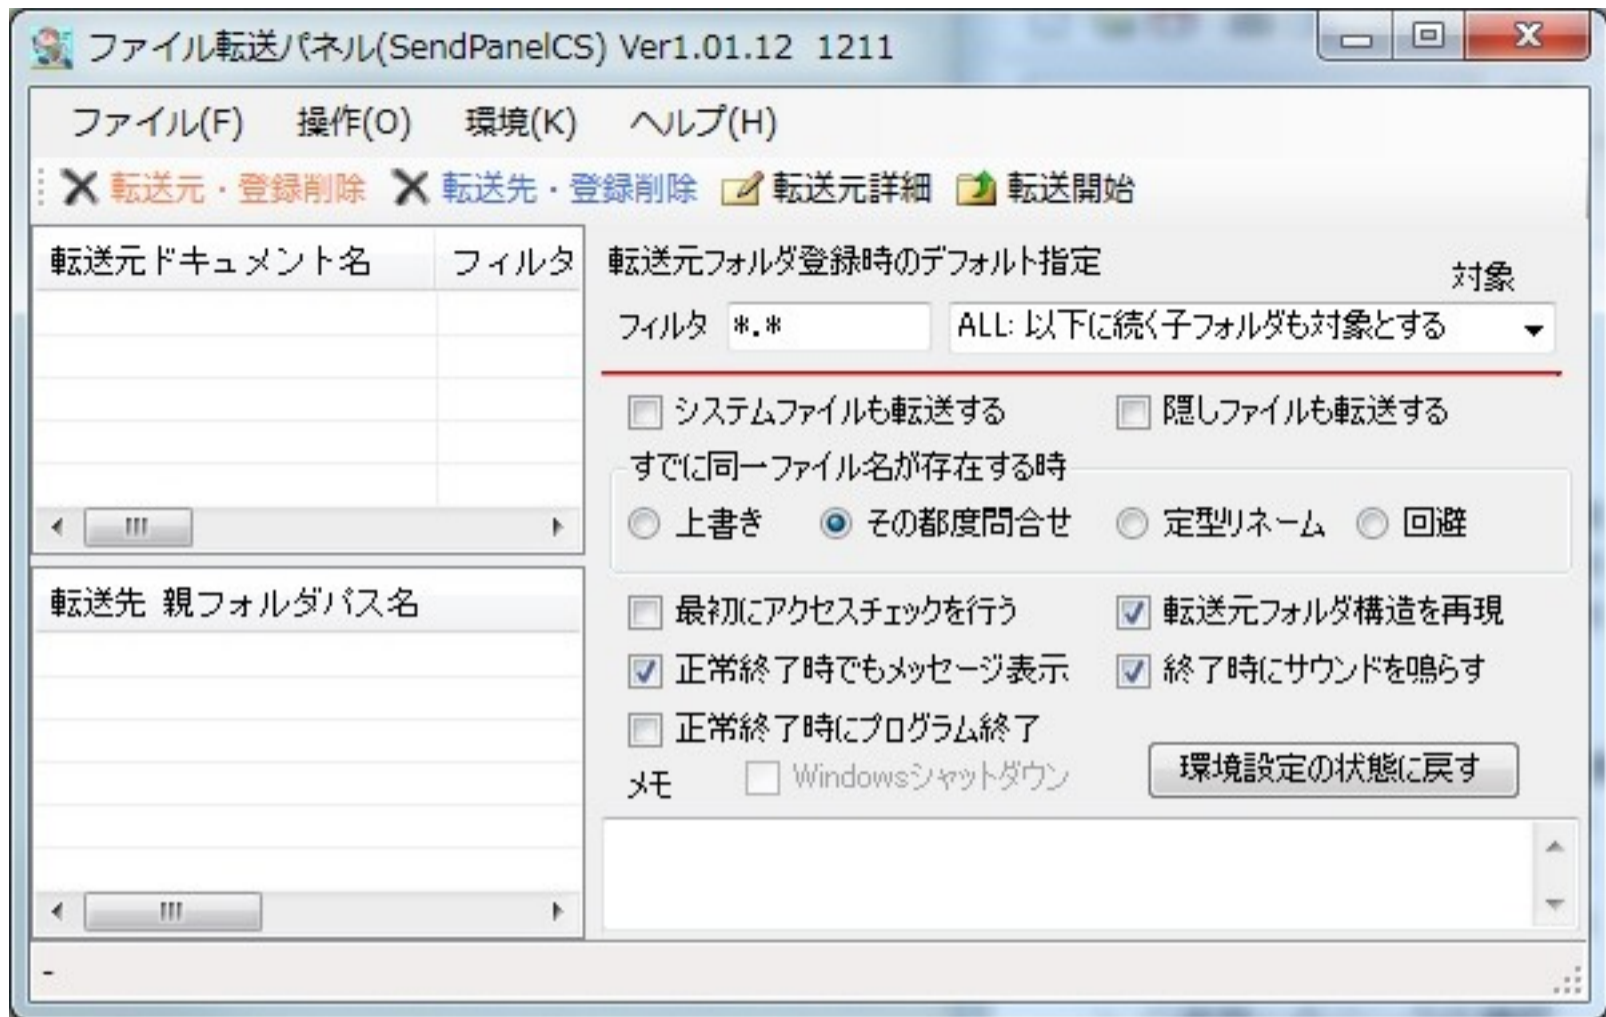 ファイル転送パネル(SendPanelCS) Ver1.01.12 1211
ファイル(F) 操作(O) 環境(K) ヘルプ(H)
転送元・登録削除 転送先・登録削除 転送元詳細 転送開始
転送元ドキュメント名 フィルタ
転送元フォルダ登録時のデフォルト指定
対象
フィルタ *.* ALL: 以下に続く子フォルダも対象とする
システムファイルも転送する 隠しファイルも転送する
すでに同一ファイル名が存在する時
上書き その都度問合せ 定型リネーム 回避
転送先 親フォルダパス名
最初にアクセスチェックを行う 転送元フォルダ構造を再現
正常終了時でもメッセージ表示 終了時にサウンドを鳴らす
正常終了時にプログラム終了
メモ Windowsシャットダウン 環境設定の状態に戻す
-